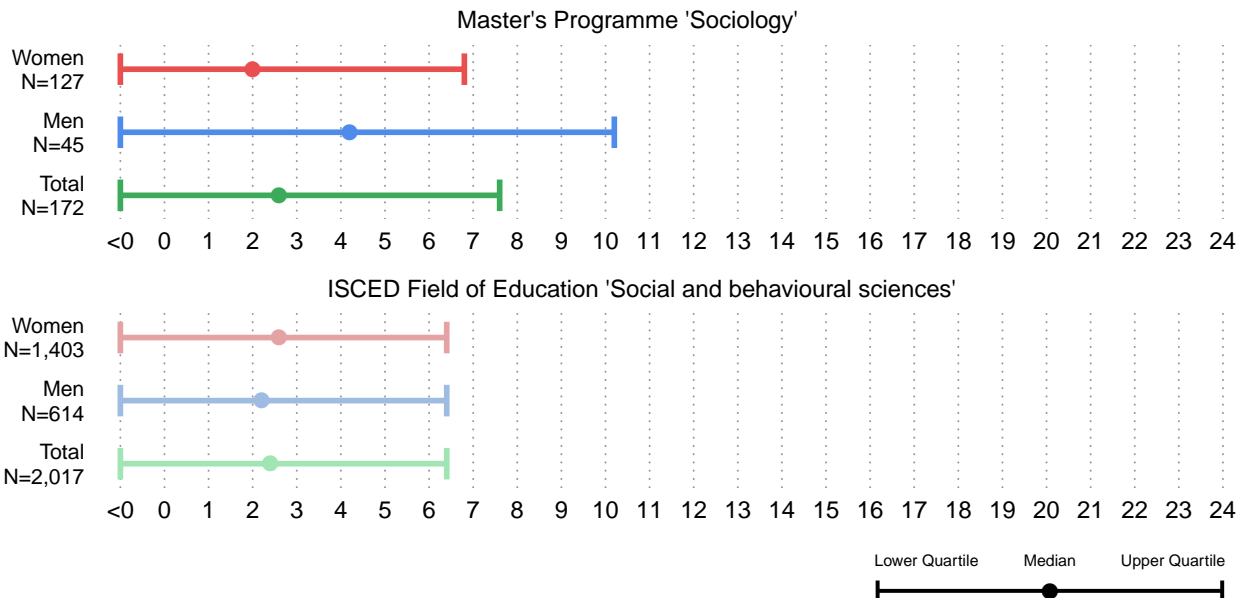 Master's Programme 'Sociology'
Women
N=127
Men
N=45
Total
N=172
<0 0 1 2 3 4 5 6 7 8 9 10 11 12 13 14 15 16 17 18 19 20 21 22 23 24
ISCED Field of Education 'Social and behavioural sciences'
Women
N=1,403
Men
N=614
Total
N=2,017
<0 0 1 2 3 4 5 6 7 8 9 10 11 12 13 14 15 16 17 18 19 20 21 22 23 24
Lower Quartile Median Upper Quartile